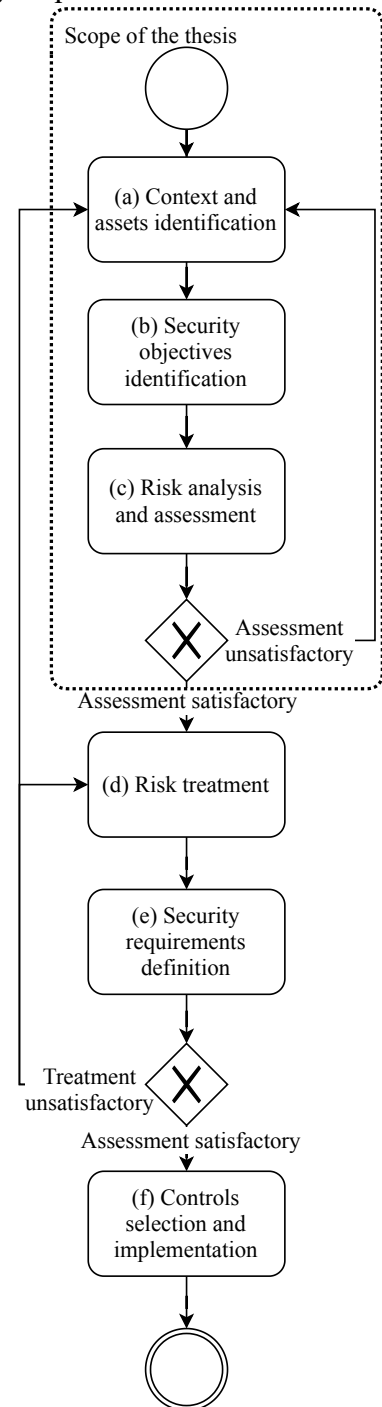 Scope of the thesis
(a) Context and
assets identification
(b) Security
objectives
identification
(c) Risk analysis
and assessment
Assessment
unsatisfactory
Assessment satisfactory
(d) Risk treatment
(e) Security
requirements
definition
Treatment
unsatisfactory
Assessment satisfactory
(f) Controls
selection and
implementation